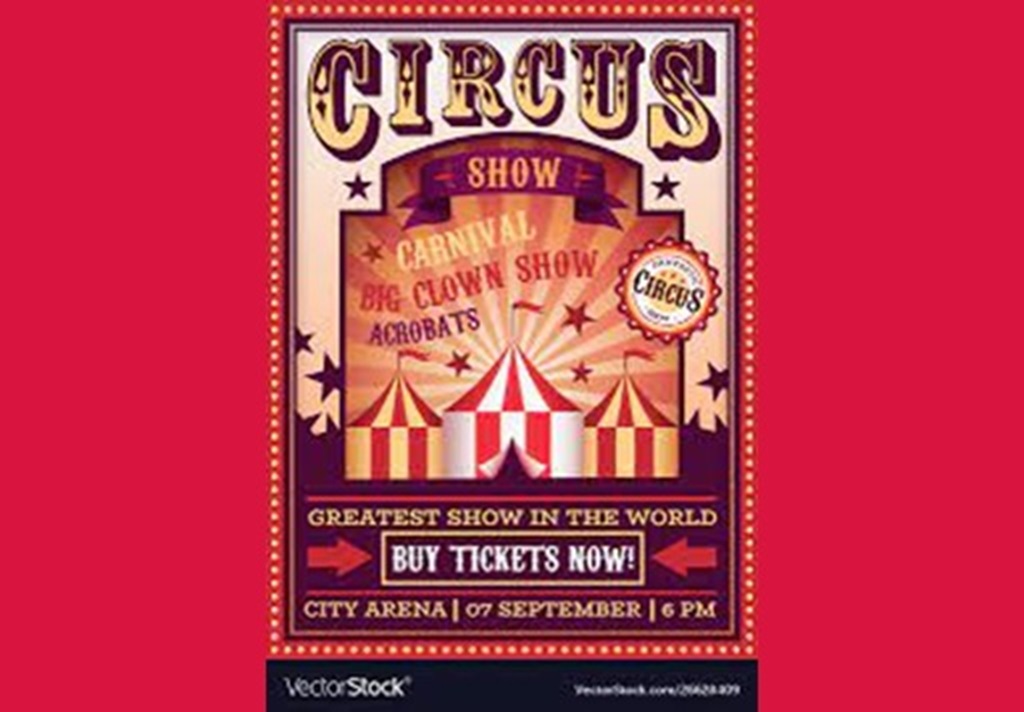 CIRCUS
SHOW
CARNIVAL
BIG CLOWN SHOW
ACROBATS
CIRCUS
GREATEST SHOW IN THE WORLD
BUY TICKETS NOW!
CITY ARENA | 07 SEPTEMBER | 6 PM
VectorStock®